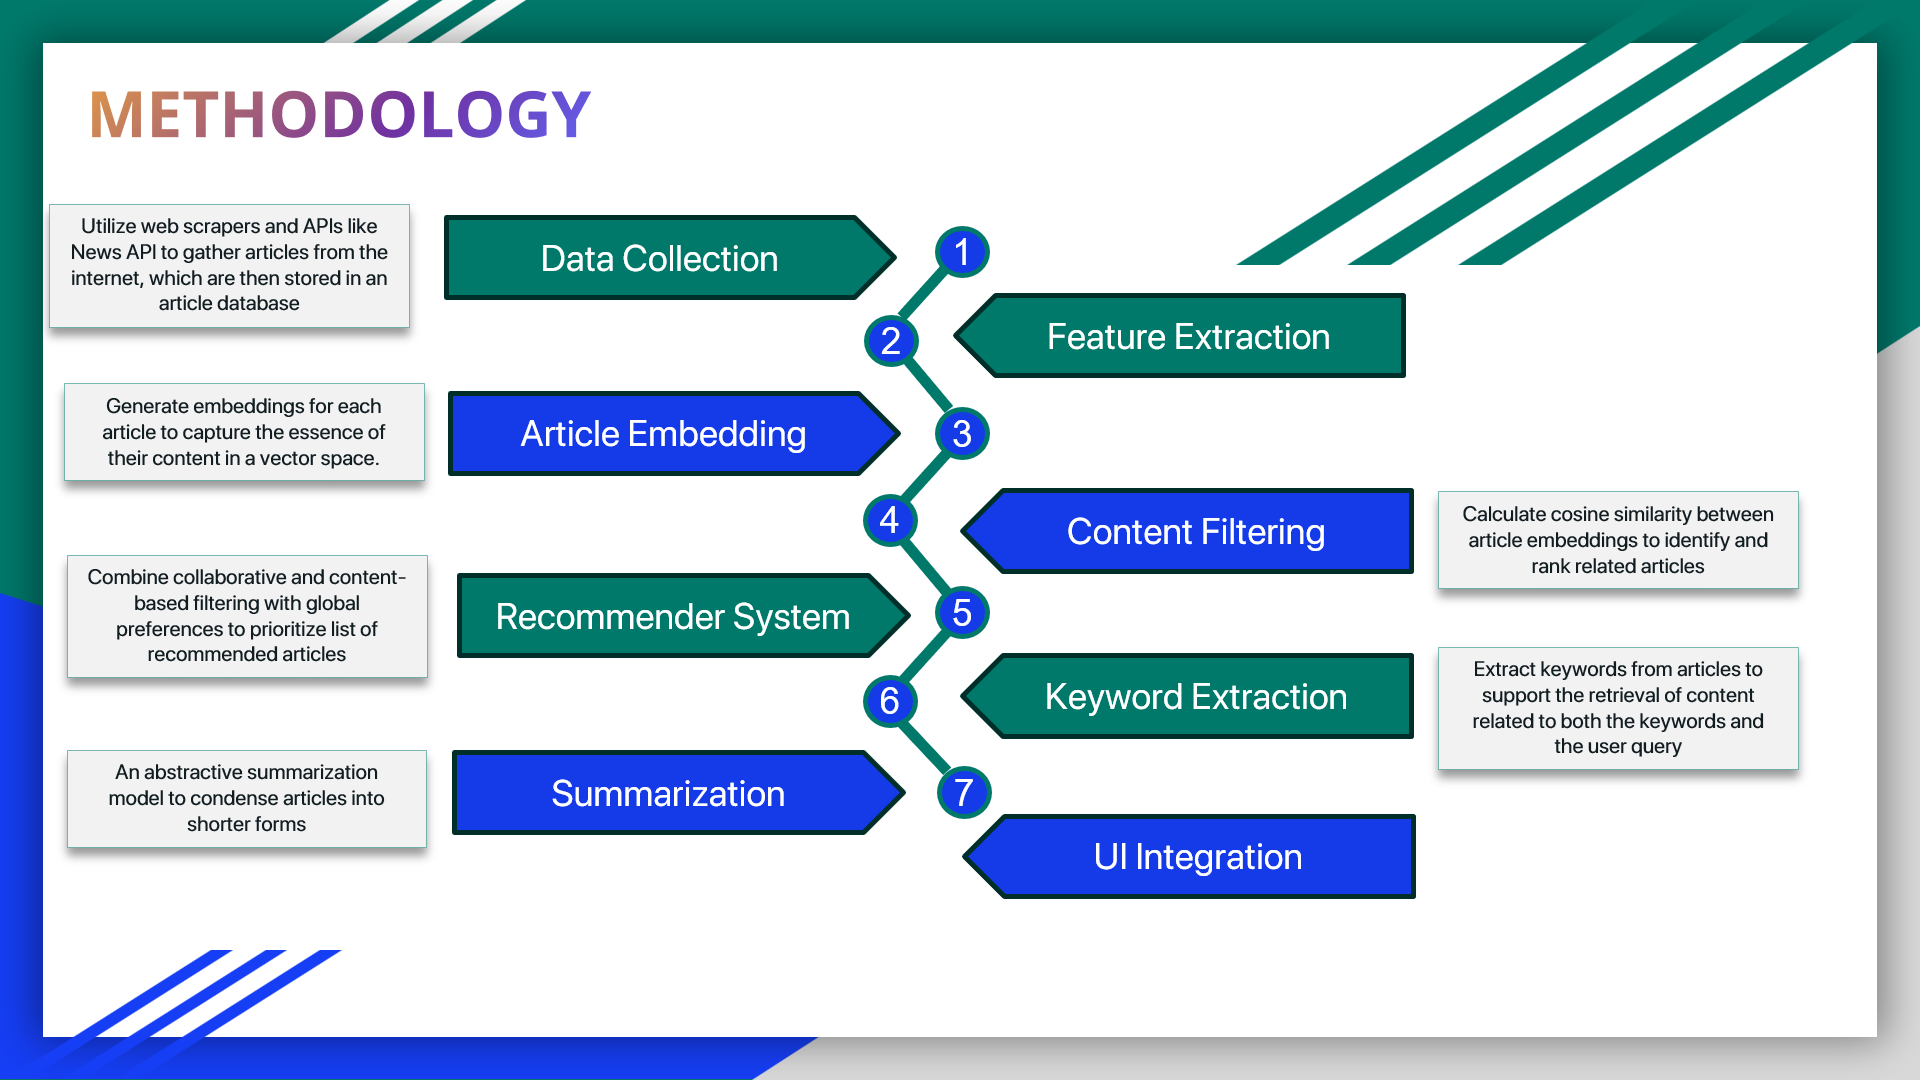 METHODOLOGY
Utilize web scrapers and APIs like
News API to gather articles from the
internet, which are then stored in an
article database
Data Collection
1
2
Feature Extraction
Generate embeddings for each
article to capture the essence of
their content in a vector space.
Article Embedding
3
4
Content Filtering
Calculate cosine similarity between
article embeddings to identify and
rank related articles
Combine collaborative and content-
based filtering with global
preferences to prioritize list of
recommended articles
Recommender System
5
6
Keyword Extraction
Extract keywords from articles to
support the retrieval of content
related to both the keywords and
the user query
An abstractive summarization
model to condense articles into
shorter forms
Summarization
7
UI Integration